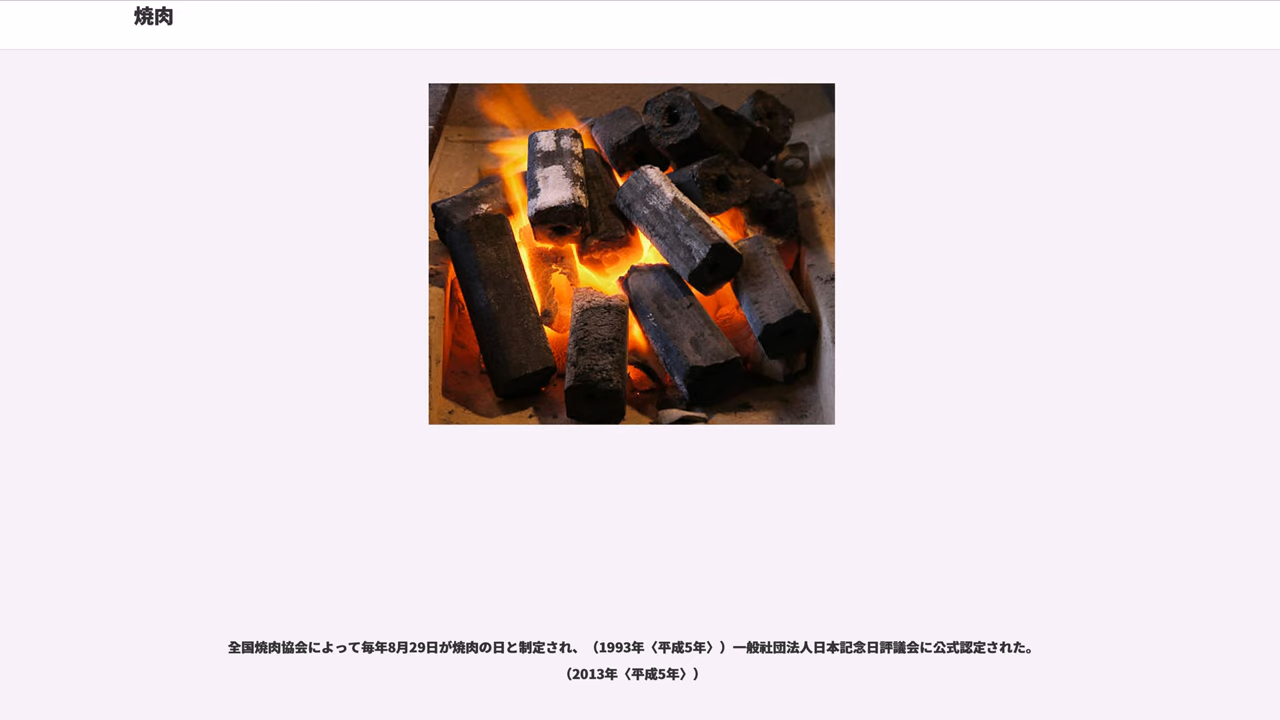 焼肉
全国焼肉協会によって毎年8月29日が焼肉の日と制定され、（1993年〈平成5年〉）一般社団法人日本記念日評議会に公式認定された。
（2013年〈平成5年〉）